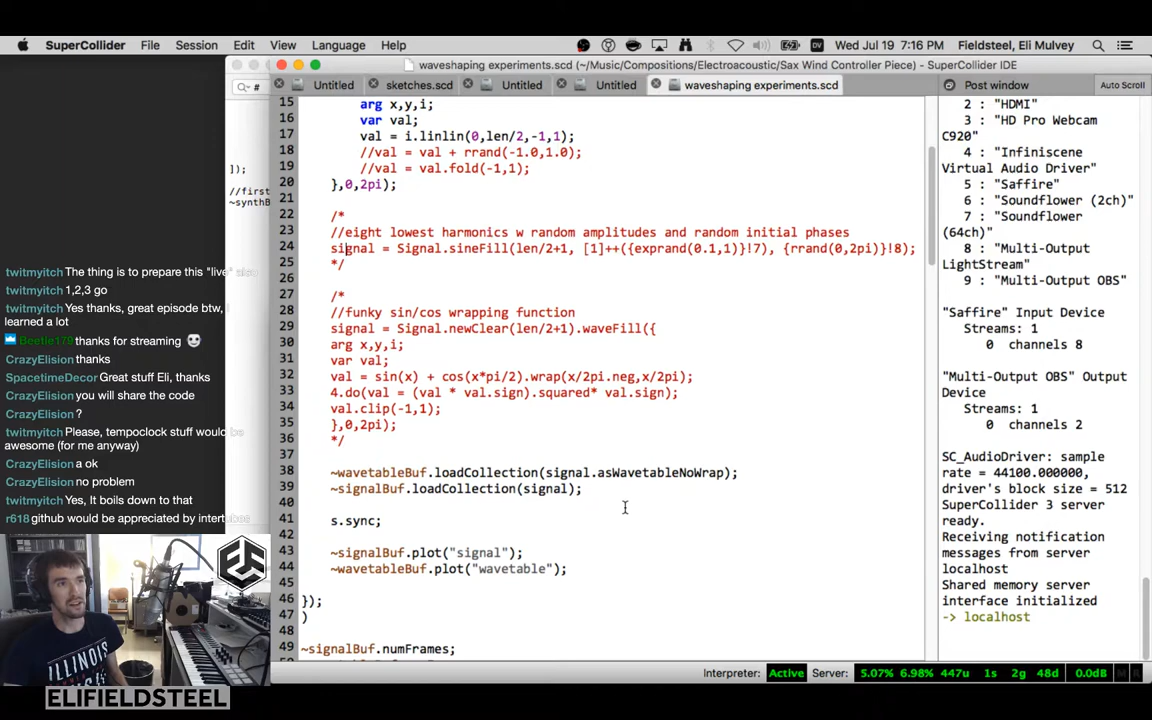 SuperCollider File Session Edit View Language Help
DV Wed Jul 19 7:16 PM Fieldsteel, Eli Mulvey
waveshaping experiments.scd (~/Music/Compositions/Electroacoustic/Sax Wind Controller Piece) - SuperCollider IDE
#
Untitled sketches.scd Untitled Untitled waveshaping experiments.scd
Post window Auto Scroll
]);
//first
~synthB
15 arg x,y,i;
16 var val;
17 val = i.linlin(0,len/2,-1,1);
18 //val = val + rrand(-1.0,1.0);
19 //val = val.fold(-1,1);
20 },0,2pi);
21
22 /*
23 //eight lowest harmonics w random amplitudes and random initial phases
24 signal = Signal.sineFill(len/2+1, [1]++({exprand(0.1,1)}!7), {rrand(0,2pi)}!8);
25 */
26
27 /*
28 //funky sin/cos wrapping function
29 signal = Signal.newClear(len/2+1).waveFill({
30 arg x,y,i;
31 var val;
32 val = sin(x) + cos(x*pi/2).wrap(x/2pi.neg,x/2pi);
33 4.do(val = (val * val.sign).squared* val.sign);
34 val.clip(-1,1);
35 },0,2pi);
36 */
37
38 ~wavetableBuf.loadCollection(signal.asWavetableNoWrap);
39 ~signalBuf.loadCollection(signal);
40
41 s.sync;
42
43 ~signalBuf.plot("signal");
44 ~wavetableBuf.plot("wavetable");
45
46 });
47 )
48
49 ~signalBuf.numFrames;
2 : "HDMI"
3 : "HD Pro Webcam
C920"
4 : "Infiniscene
Virtual Audio Driver"
5 : "Saffire"
6 : "Soundflower (2ch)"
7 : "Soundflower
(64ch)"
8 : "Multi-Output
LightStream"
9 : "Multi-Output OBS"
"Saffire" Input Device
Streams: 1
0 channels 8
"Multi-Output OBS" Output
Device
Streams: 1
0 channels 2
SC_AudioDriver: sample
rate = 44100.000000,
driver's block size = 512
SuperCollider 3 server
ready.
Receiving notification
messages from server
localhost
Shared memory server
interface initialized
-> localhost
twitmyitch The thing is to prepare this "live" also
twitmyitch 1,2,3 go
twitmyitch Yes thanks, great episode btw, I
learned a lot
Beetle179 thanks for streaming
CrazyElision thanks
SpacetimeDecor Great stuff Eli, thanks
CrazyElision you will share the code
CrazyElision ?
twitmyitch Please, tempoclock stuff would be
awesome (for me anyway)
CrazyElision a ok
CrazyElision no problem
twitmyitch Yes, It boils down to that
r618 github would be appreciated by intertubes
ILLINOIS
ELIFIELDSTEEL
Interpreter: Active Server: 5.07% 6.98% 447u 1s 2g 48d 0.0dB M R